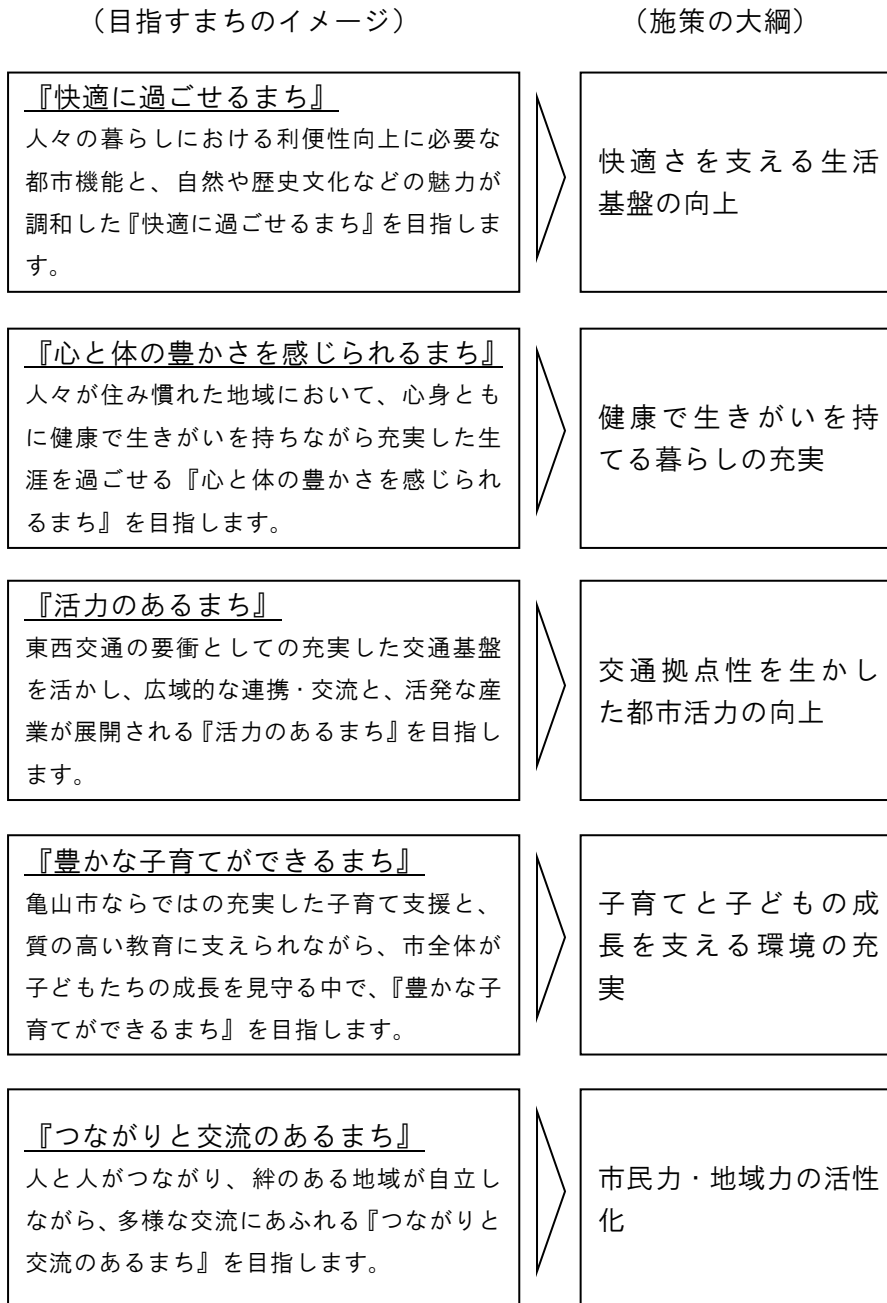 （目指すまちのイメージ）
（施策の大綱）
『快適に過ごせるまち』
人々の暮らしにおける利便性向上に必要な
都市機能と、自然や歴史文化などの魅力が
調和した『快適に過ごせるまち』を目指しま
す。
快適さを支える生活
基盤の向上
『心と体の豊かさを感じられるまち』
人々が住み慣れた地域において、心身とも
に健康で生きがいを持ちながら充実した生
涯を過ごせる『心と体の豊かさを感じられ
るまち』を目指します。
健康で生きがいを持
てる暮らしの充実
『活力のあるまち』
東西交通の要衝としての充実した交通基盤
を活かし、広域的な連携・交流と、活発な産
業が展開される『活力のあるまち』を目指し
ます。
交通拠点性を生かし
た都市活力の向上
『豊かな子育てができるまち』
亀山市ならではの充実した子育て支援と、
質の高い教育に支えられながら、市全体が
子どもたちの成長を見守る中で、『豊かな子
育てができるまち』を目指します。
子育てと子どもの成
長を支える環境の充
実
『つながりと交流のあるまち』
人と人がつながり、絆のある地域が自立し
ながら、多様な交流にあふれる『つながりと
交流のあるまち』を目指します。
市民力・地域力の活性
化